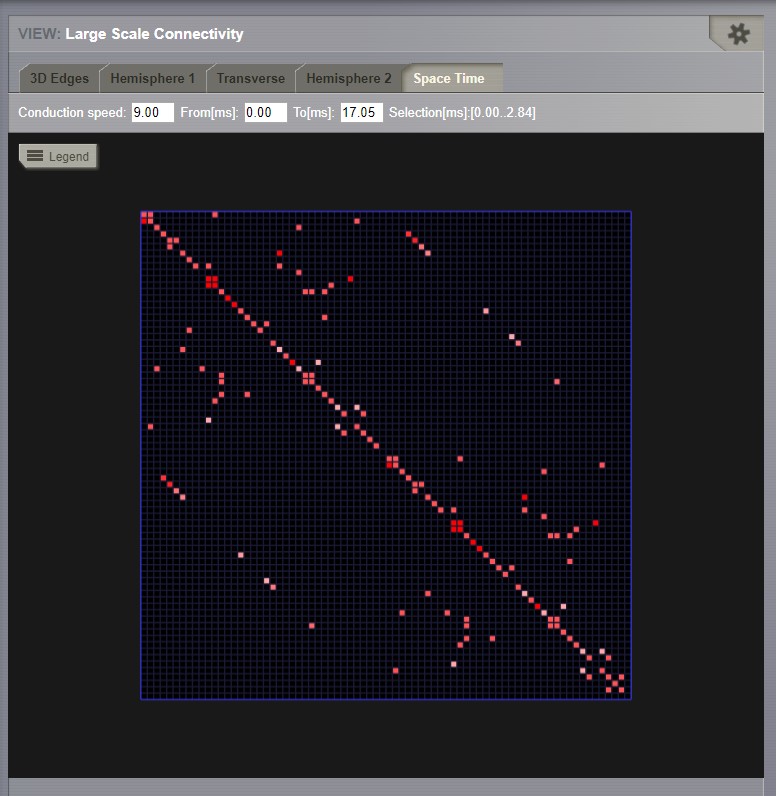 VIEW: Large Scale Connectivity
3D Edges Hemisphere 1 Transverse Hemisphere 2 Space Time
Conduction speed: 9.00 From[ms]: 0.00 To[ms]: 17.05 Selection[ms]:[0.00..2.84]
Legend